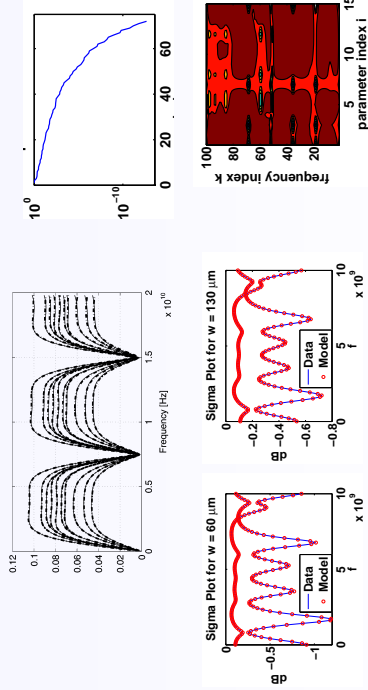 0.12
0.1
0.08
0.06
0.04
0.02
0
0 0.5 1 1.5 2
x 10^10
Frequency [Hz]
10^0
10^-10
0 20 40 60
Sigma Plot for w = 60 μm
0
−0.5
−1
dB
Data
Model
0 5 10
f
x 10^9
Sigma Plot for w = 130 μm
0
−0.2
−0.4
−0.6
−0.8
dB
Data
Model
0 5 10
f
x 10^9
100
80
60
40
20
frequency index k
5 10 15
parameter index i